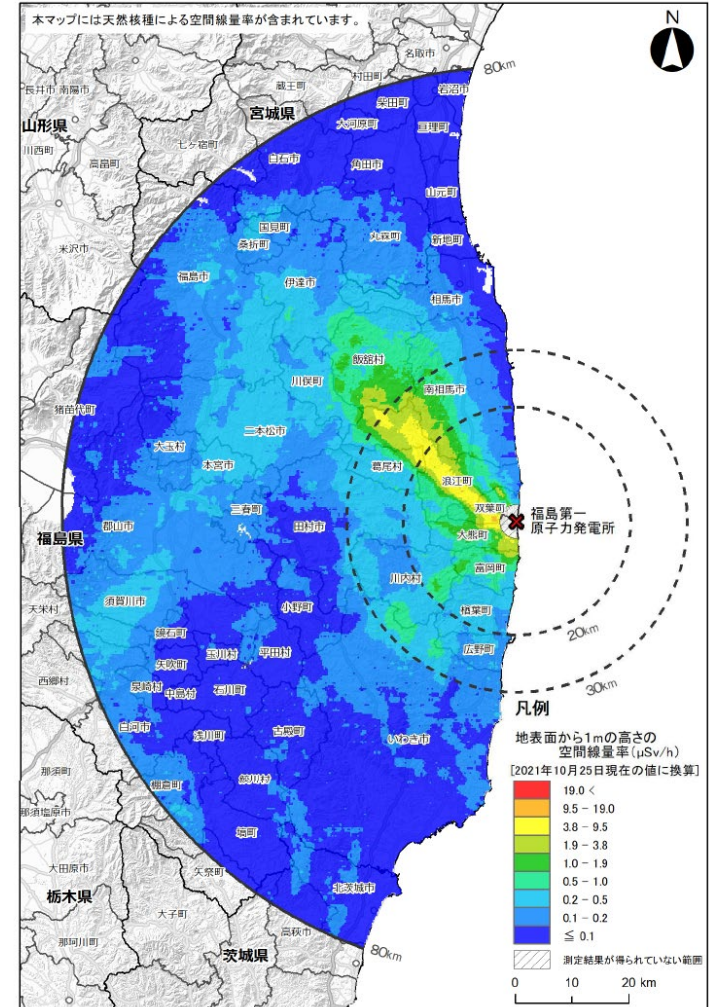 本マップには天然核種による空間線量率が含まれています。
N
80km
名取市
村田町
岩沼市
蔵王町
柴田町
長井市
南陽市
宮城県
大河原町
亘理町
山形県
七ヶ宿町
川西町
白石市
角田市
高畠町
山元町
国見町
丸森町
新地町
米沢市
桑折町
福島市
伊達市
相馬市
飯舘村
川俣町
南相馬市
猪苗代町
二本松市
大玉村
本宮市
葛尾村
浪江町
三春町
双葉町
福島第一
原子力発電所
郡山市
田村市
大熊町
福島県
富岡町
川内村
天栄村
須賀川市
小野町
楢葉町
鏡石町
20km
玉川村
平田村
広野町
矢吹町
西郷村
30km
泉崎村
中島村
石川町
凡例
白河市
浅川町
古殿町
いわき市
地表面から1mの高さの
空間線量率(μSv/h)
[2021年10月25日現在の値に換算]
那須町
棚倉町
鮫川村
19.0 <
那須塩原市
9.5 - 19.0
3.8 - 9.5
塙町
1.9 - 3.8
大田原市
矢祭町
1.0 - 1.9
0.5 - 1.0
栃木県
北茨城市
0.2 - 0.5
大子町
0.1 - 0.2
高萩市
≦ 0.1
那珂川町
茨城県
80km
測定結果が得られていない範囲
0 10 20 km